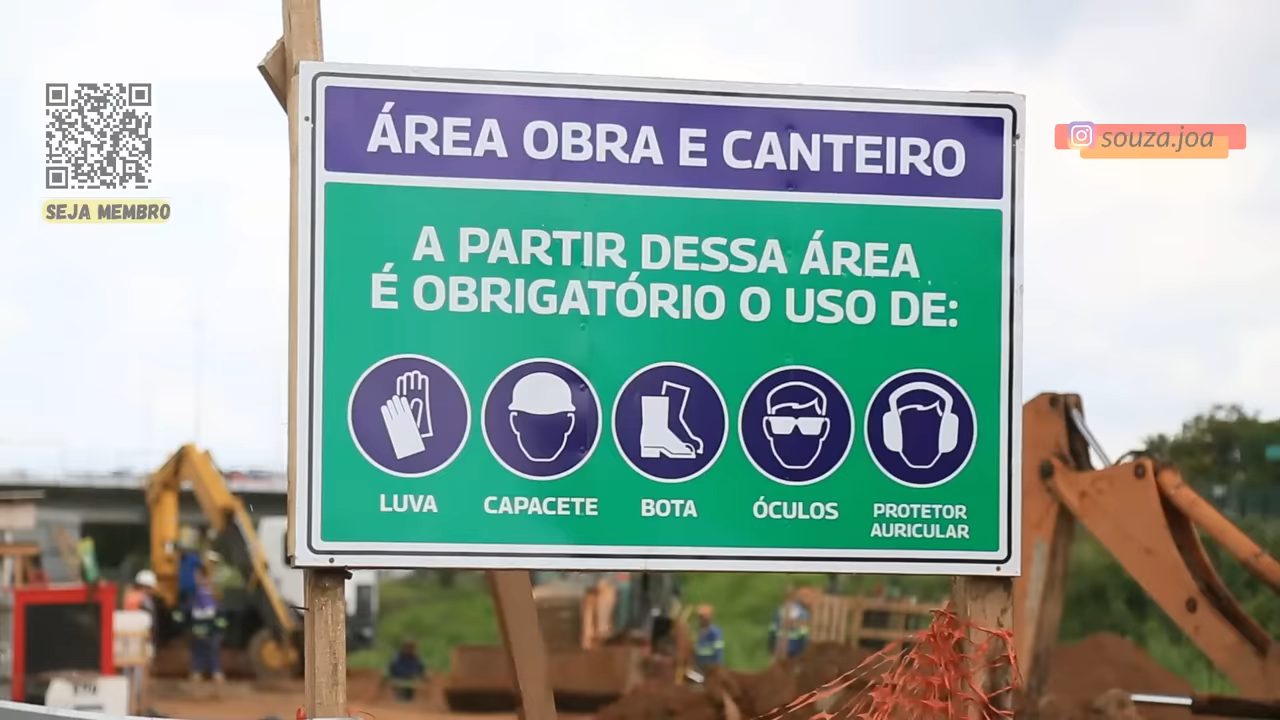 ÁREA OBRA E CANTEIRO
A PARTIR DESSA ÁREA
É OBRIGATÓRIO O USO DE:
LUVA
CAPACETE
BOTA
ÓCULOS
PROTETOR
AURICULAR
SEJA MEMBRO
souza.joa